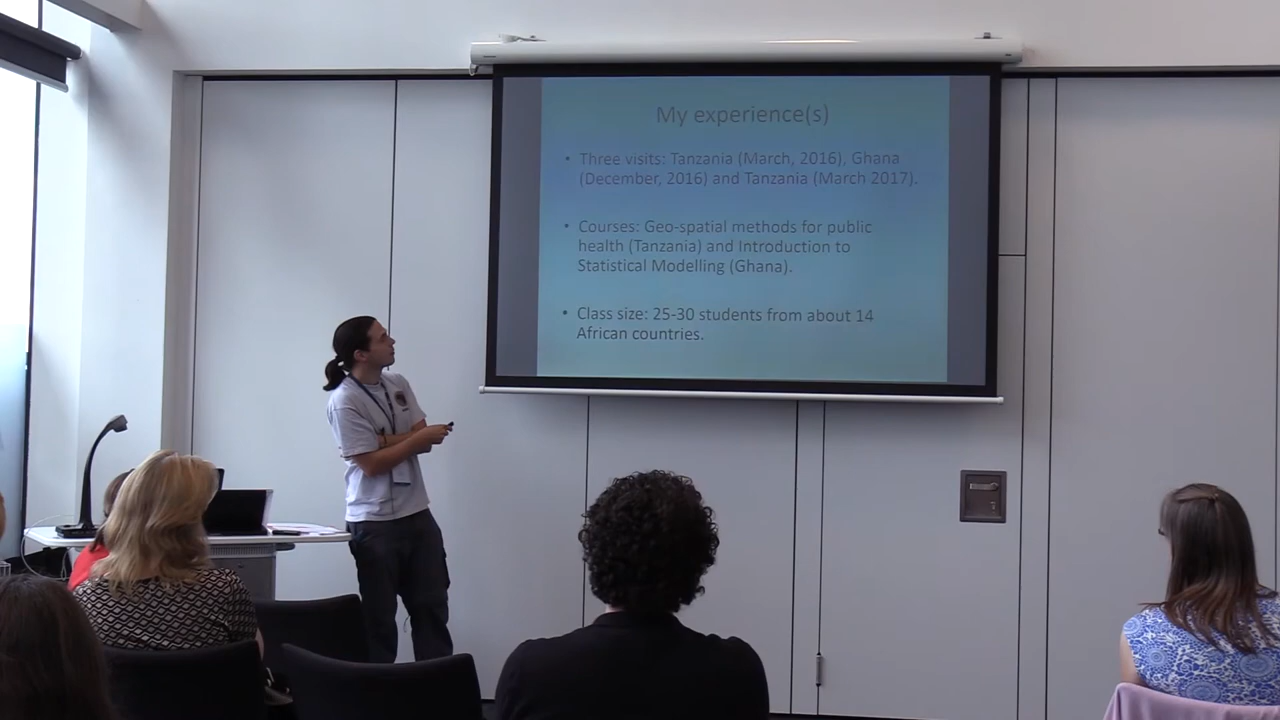 My experience(s)
• Three visits: Tanzania (March, 2016), Ghana
(December, 2016) and Tanzania (March 2017).
• Courses: Geo-spatial methods for public
health (Tanzania) and Introduction to
Statistical Modelling (Ghana).
• Class size: 25-30 students from about 14
African countries.